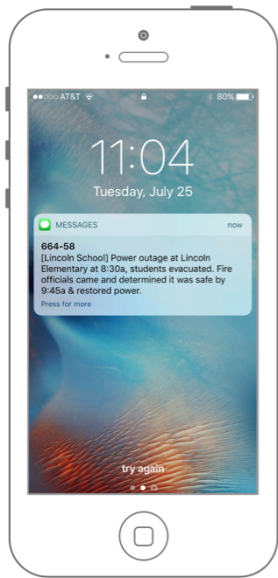 AT&T 80%
11:04
Tuesday, July 25
MESSAGES now
664-58
[Lincoln School] Power outage at Lincoln
Elementary at 8:30a, students evacuated. Fire
officials came and determined it was safe by
9:45a & restored power.
Press for more
try again